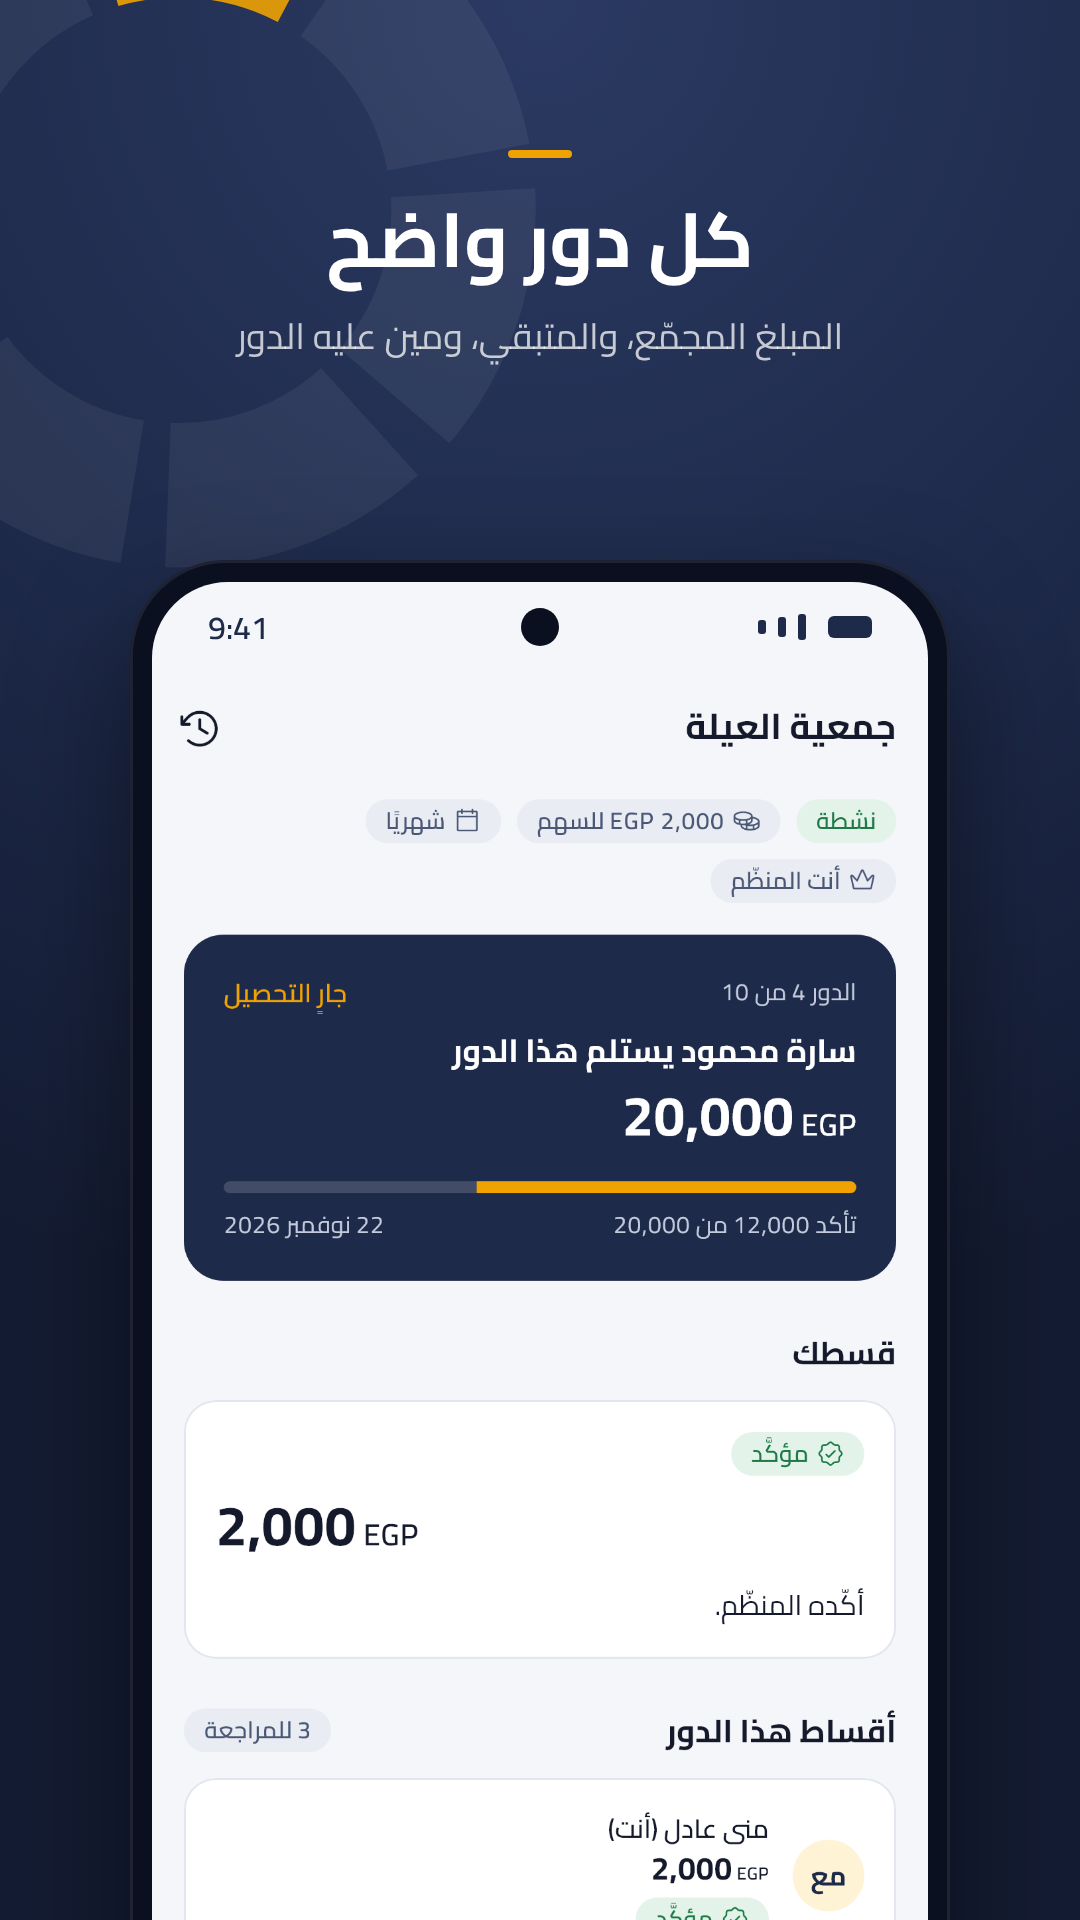 كل دور واضح
المبلغ المجمّع، والمتبقي، ومين عليه الدور
9:41
جمعية العيلة
نشطة
2,000 EGP للسهم
شهريًا
أنت المنظّم
الدور 4 من 10
جارٍ التحصيل
سارة محمود يستلم هذا الدور
20,000 EGP
تأكد 12,000 من 20,000
22 نوفمبر 2026
قسطك
مؤكَّد
2,000 EGP
أكّده المنظّم.
أقساط هذا الدور
3 للمراجعة
منى عادل (أنت)
مع
2,000 EGP
مؤكَّد